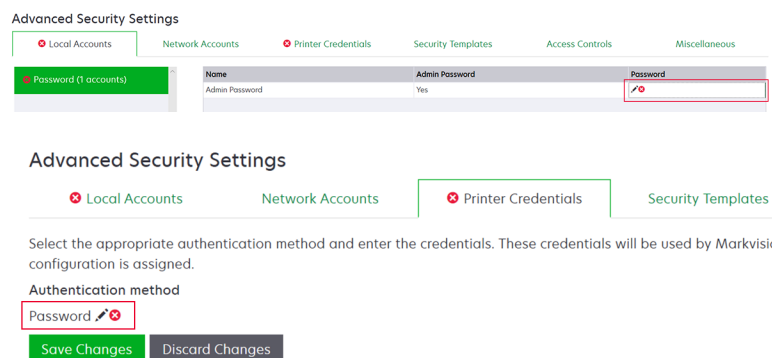 Advanced Security Settings
Local Accounts Network Accounts Printer Credentials Security Templates Access Controls Miscellaneous
Password (1 accounts)
Name Admin Password Password
Admin Password Yes
Advanced Security Settings
Local Accounts Network Accounts Printer Credentials Security Templates
Select the appropriate authentication method and enter the credentials. These credentials will be used by Markvisi
configuration is assigned.
Authentication method
Password
Save Changes Discard Changes